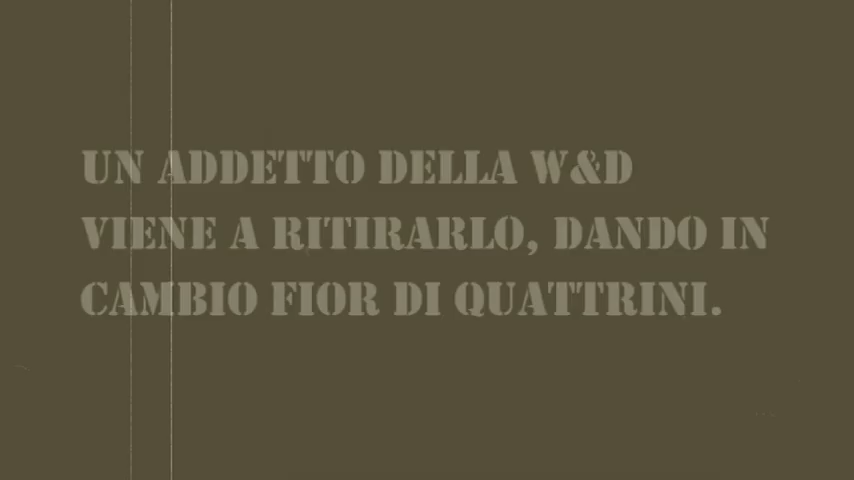 UN ADDETTO DELLA W&D
VIENE A RITIRARLO, DANDO IN
CAMBIO FIOR DI QUATTRINI.